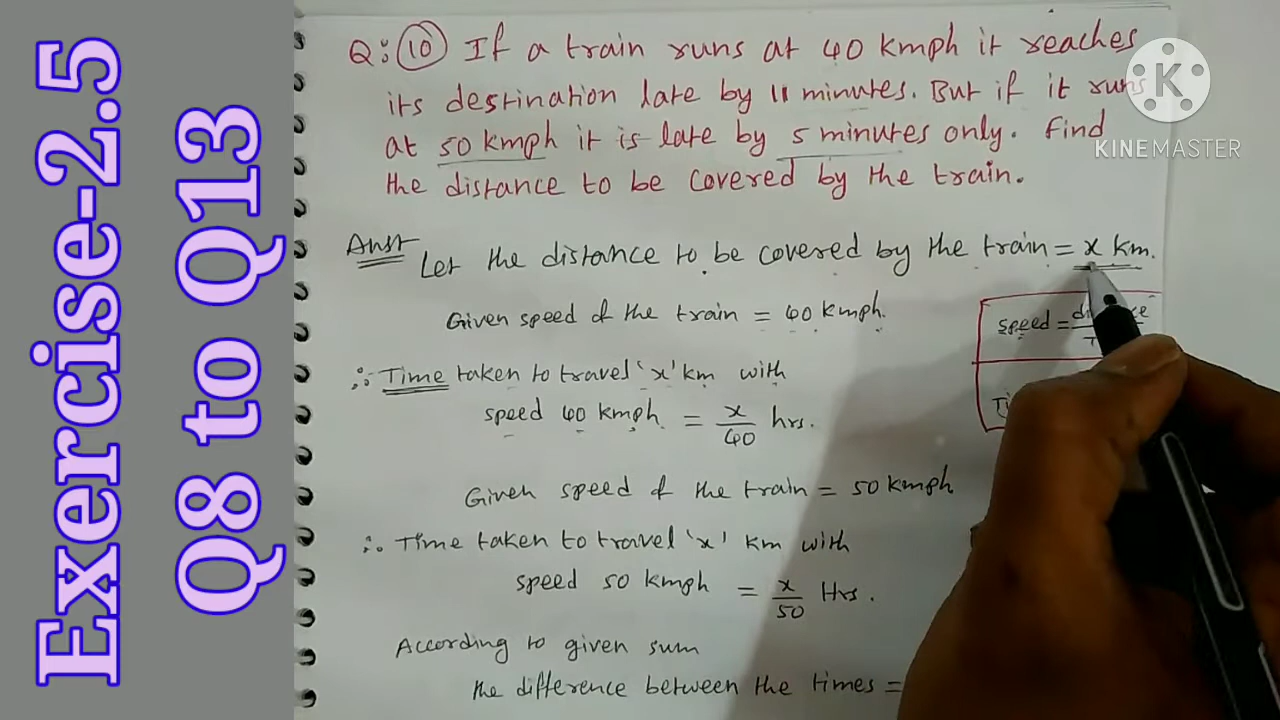 Exercise-2.5
Q8 to Q13
Q: 10 If a train runs at 40 kmph it reaches
its destination late by 11 minutes. But if it runs
at 50 kmph it is late by 5 minutes only. Find
the distance to be covered by the train.
K
KINEMASTER
Ans:
Let the distance to be covered by the train = x km.
Given speed of the train = 40 kmph.
speed =
∴ Time taken to travel 'x' km with
speed 40 kmph = x/40 hrs.
Given speed of the train = 50 kmph
∴ Time taken to travel 'x' km with
speed 50 kmph = x/50 Hrs.
According to given sum
the difference between the times =